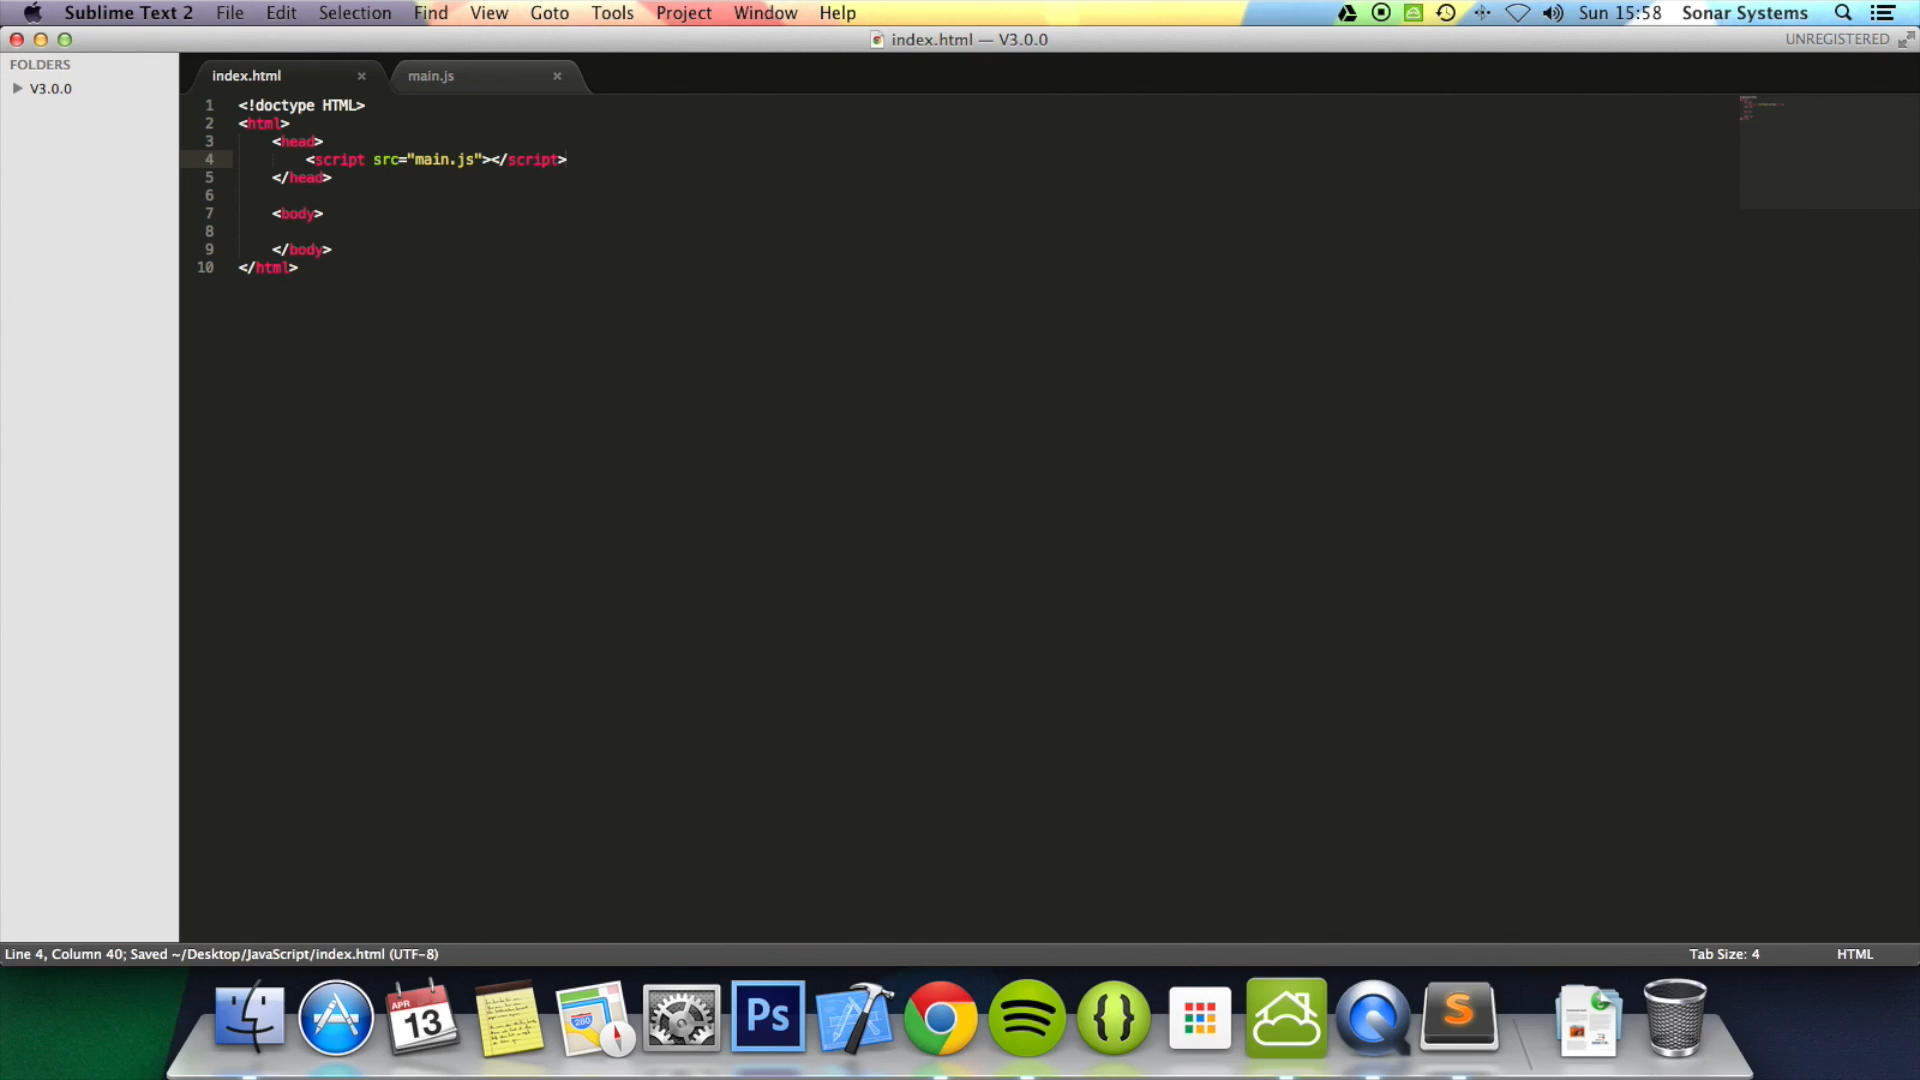 Sublime Text 2 File Edit Selection Find View Goto Tools Project Window Help Sun 15:58 Sonar Systems
index.html — V3.0.0 UNREGISTERED
FOLDERS
V3.0.0
index.html × main.js ×
1 <!doctype HTML>
2 <html>
3 <head>
4 <script src="main.js"></script>
5 </head>
6
7 <body>
8
9 </body>
10 </html>
Line 4, Column 40; Saved ~/Desktop/JavaScript/index.html (UTF-8) Tab Size: 4 HTML
APR
13
280
Ps
{}
S